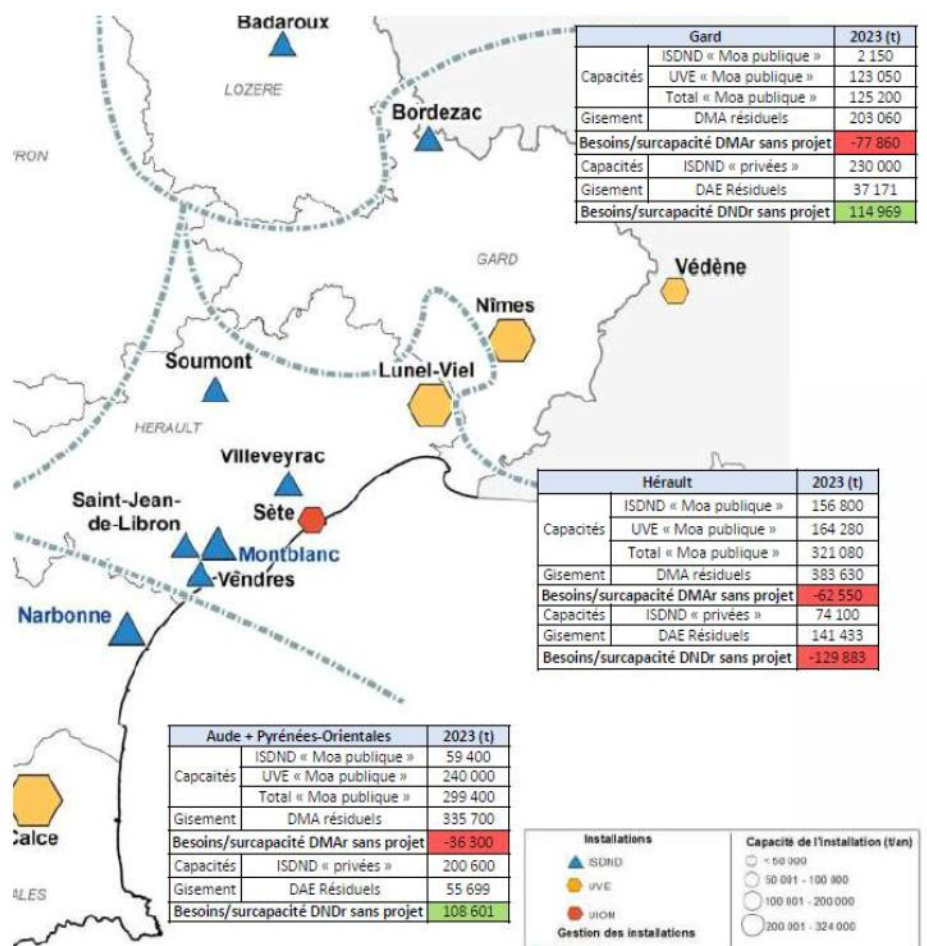 Badaroux
LOZERE
Bordezac
VRON
GARD
Védène
Nîmes
Soumont
Lunel-Viel
HERAULT
Villeveyrac
Saint-Jean-
de-Libron
Sète
Montblanc
Vendres
Narbonne
Calce
ALES
Gard 2023 (t)
Capacités ISDND « Moa publique » 2 150
UVE « Moa publique » 123 050
Total « Moa publique » 125 200
Gisement DMA résiduels 203 060
Besoins/surcapacité DMAr sans projet -77 860
Capacités ISDND « privées » 230 000
Gisement DAE Résiduels 37 171
Besoins/surcapacité DNDr sans projet 114 969
Hérault 2023 (t)
Capacités ISDND « Moa publique » 156 800
UVE « Moa publique » 164 280
Total « Moa publique » 321 080
Gisement DMA résiduels 383 630
Besoins/surcapacité DMAr sans projet -62 550
Capacités ISDND « privées » 74 100
Gisement DAE Résiduels 141 433
Besoins/surcapacité DNDr sans projet -129 883
Aude + Pyrénées-Orientales 2023 (t)
Capcaités ISDND « Moa publique » 59 400
UVE « Moa publique » 240 000
Total « Moa publique » 299 400
Gisement DMA résiduels 335 700
Besoins/surcapacité DMAr sans projet -36 300
Capacités ISDND « privées » 200 600
Gisement DAE Résiduels 55 699
Besoins/surcapacité DNDr sans projet 108 601
Installations
ISDND
UVE
UION
Gestion des installations
Capacité de l'installation (t/an)
< 50 000
50 001 - 100 000
100 001 - 200 000
200 001 - 324 000